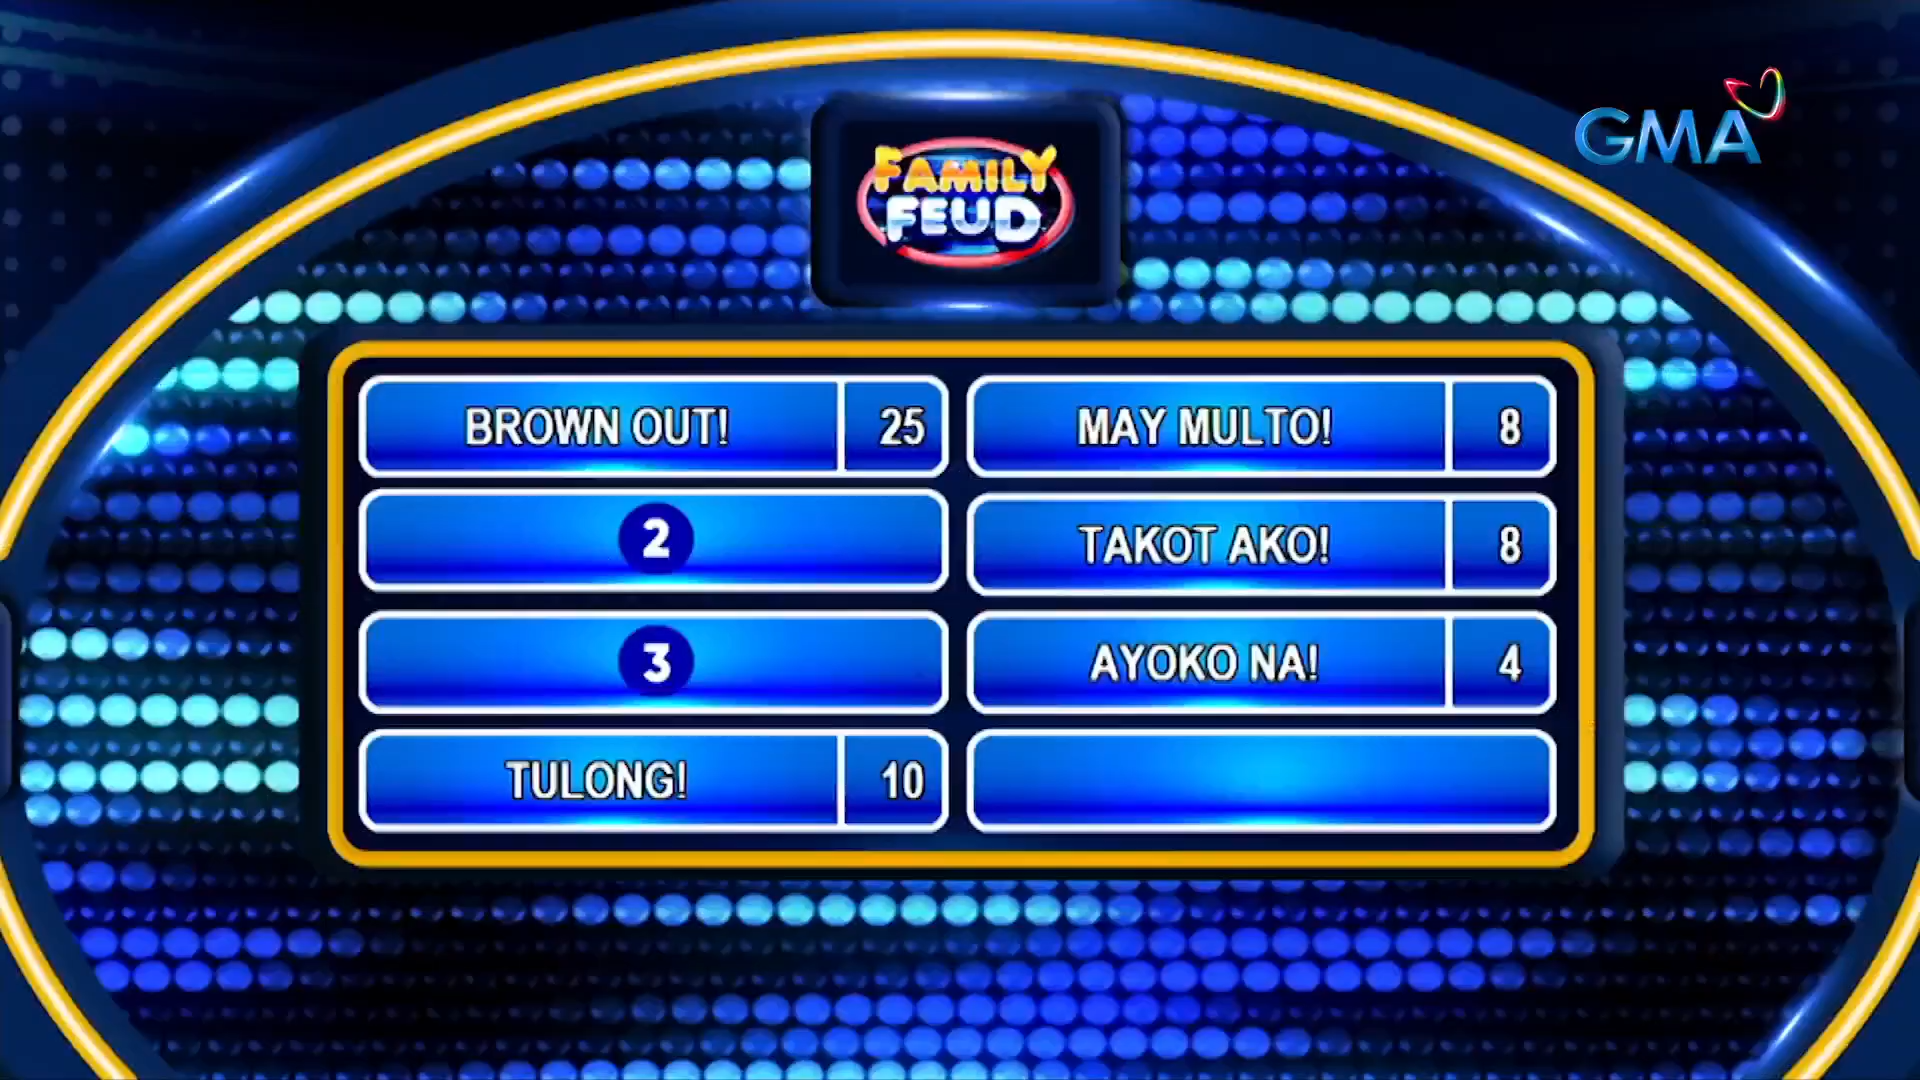 GMA
FAMILY
FEUD
BROWN OUT! 25
2
3
TULONG! 10
MAY MULTO! 8
TAKOT AKO! 8
AYOKO NA! 4